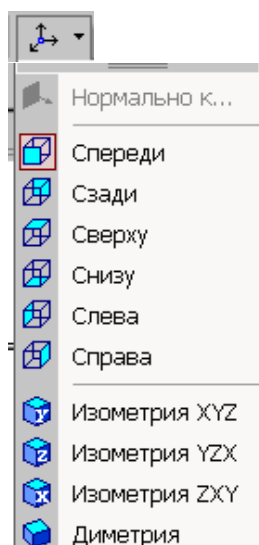 Нормально к...
Спереди
Сзади
Сверху
Снизу
Слева
Справа
Изометрия XYZ
Изометрия YZX
Изометрия ZXY
Диметрия